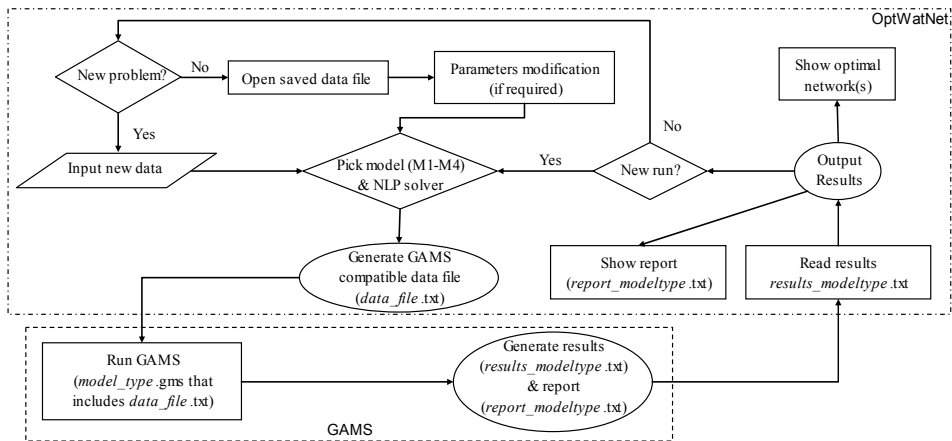 OptWatNet
New problem?
No
Open saved data file
Parameters modification
(if required)
Show optimal
network(s)
Yes
No
Input new data
Pick model (M1-M4)
& NLP solver
Yes
New run?
Output
Results
Generate GAMS
compatible data file
(data_file .txt)
Show report
(report_modeltype .txt)
Read results
results_modeltype .txt
Run GAMS
(model_type .gms that
includes data_file .txt)
Generate results
(results_modeltype .txt)
& report
(report_modeltype .txt)
GAMS